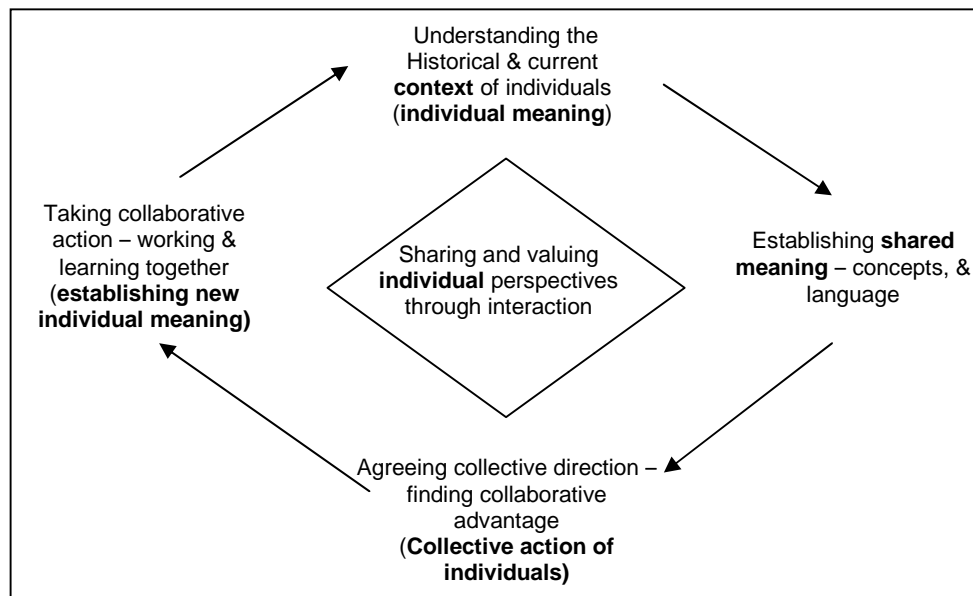 Understanding the
Historical & current
context of individuals
(individual meaning)
Taking collaborative
action – working &
learning together
(establishing new
individual meaning)
Sharing and valuing
individual perspectives
through interaction
Establishing shared
meaning – concepts, &
language
Agreeing collective direction –
finding collaborative
advantage
(Collective action of
individuals)